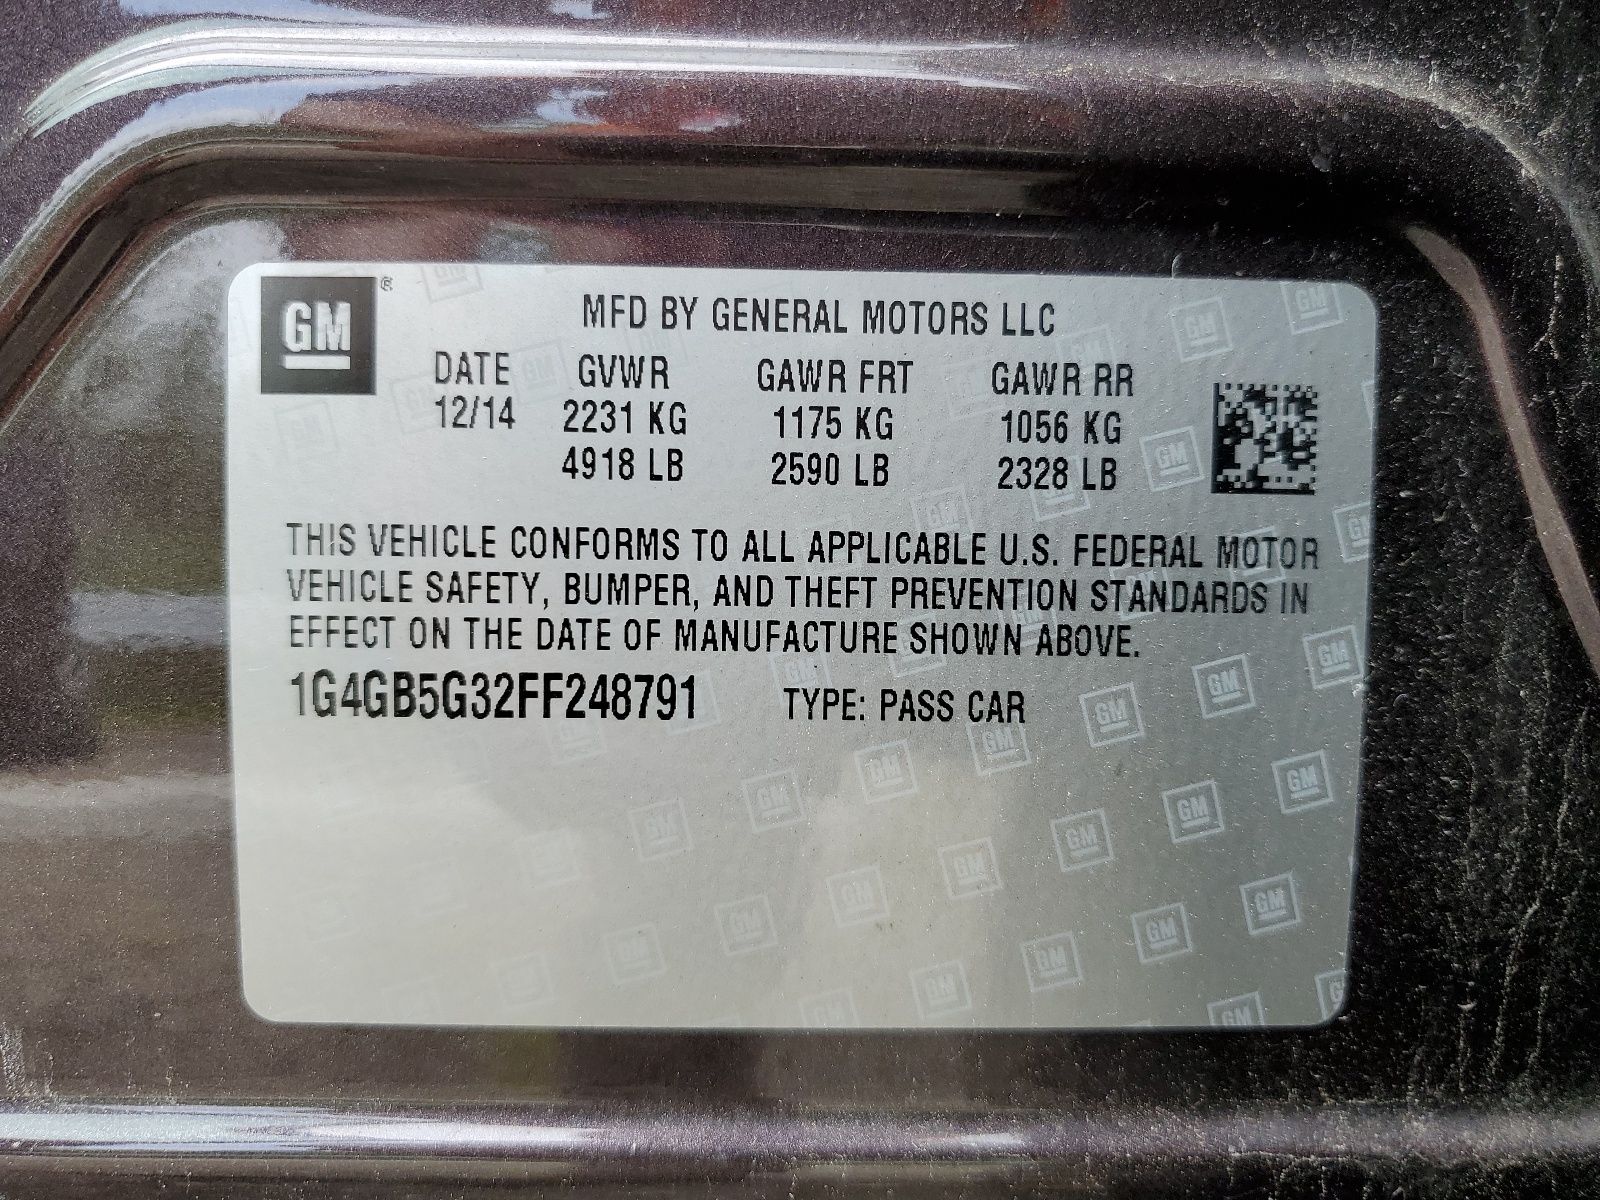 GM ®
MFD BY GENERAL MOTORS LLC
DATE GVWR GAWR FRT GAWR RR
12/14 2231 KG 1175 KG 1056 KG
4918 LB 2590 LB 2328 LB
THIS VEHICLE CONFORMS TO ALL APPLICABLE U.S. FEDERAL MOTOR
VEHICLE SAFETY, BUMPER, AND THEFT PREVENTION STANDARDS IN
EFFECT ON THE DATE OF MANUFACTURE SHOWN ABOVE.
1G4GB5G32FF248791 TYPE: PASS CAR